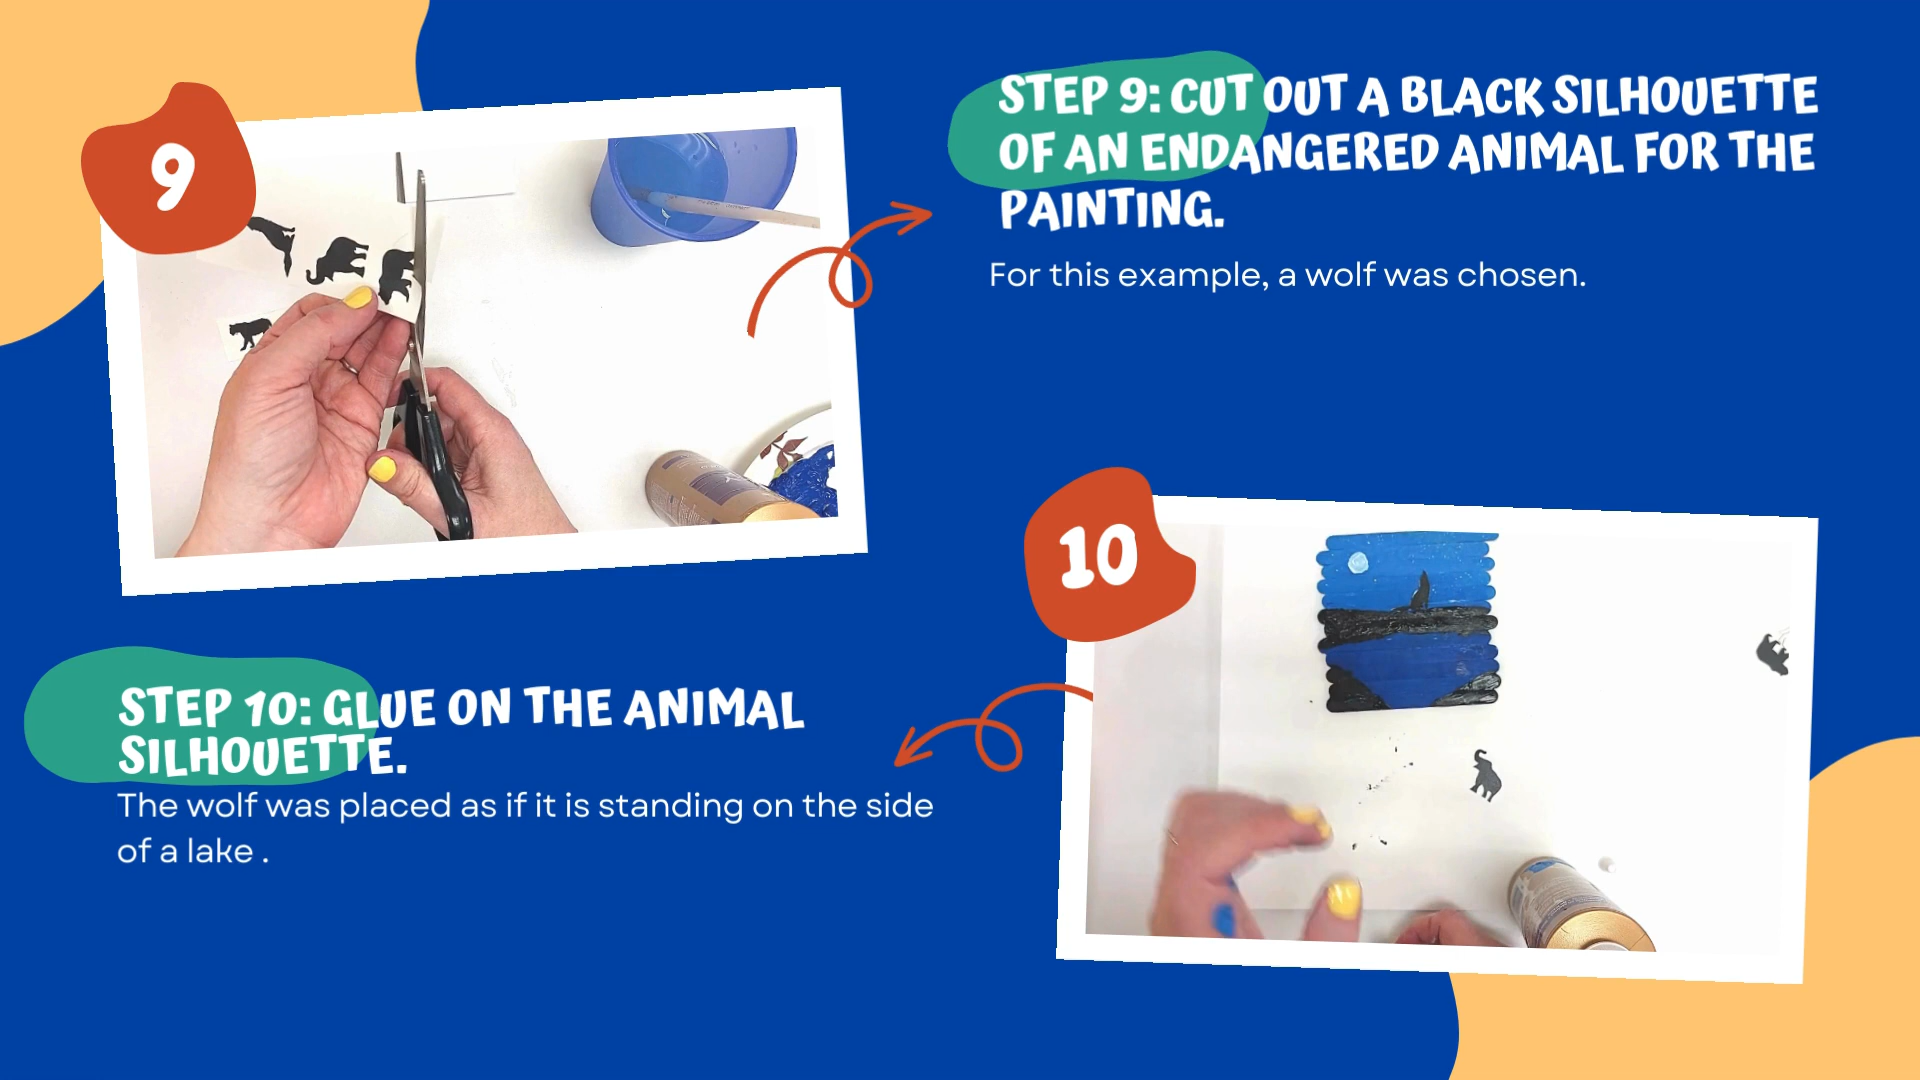 9
STEP 9: CUT OUT A BLACK SILHOUETTE
OF AN ENDANGERED ANIMAL FOR THE
PAINTING.
For this example, a wolf was chosen.
10
STEP 10: GLUE ON THE ANIMAL
SILHOUETTE.
The wolf was placed as if it is standing on the side
of a lake .